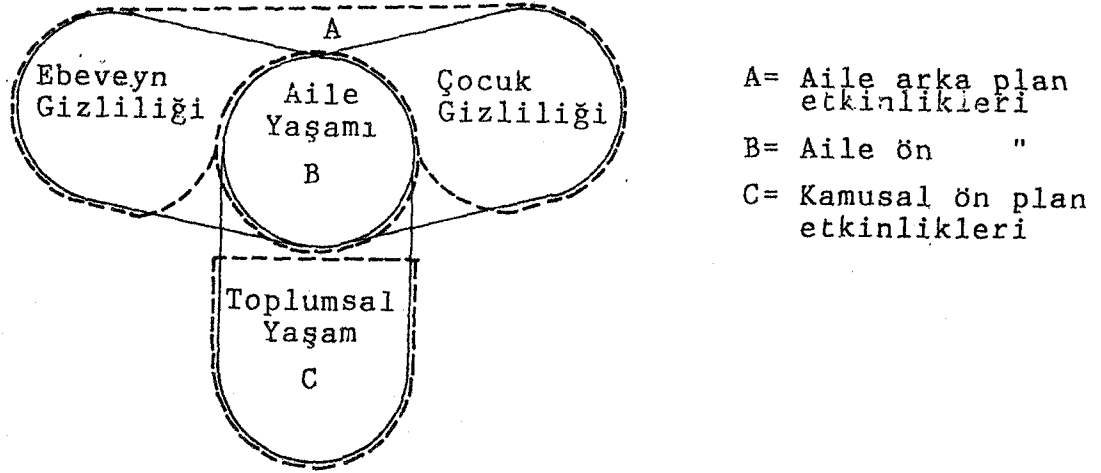 A
Ebeveyn
Gizliliği
Aile
Yaşamı
B
Çocuk
Gizliliği
Toplumsal
Yaşam
C
A= Aile arka plan
etkinlikleri
B= Aile ön "
C= Kamusal ön plan
etkinlikleri